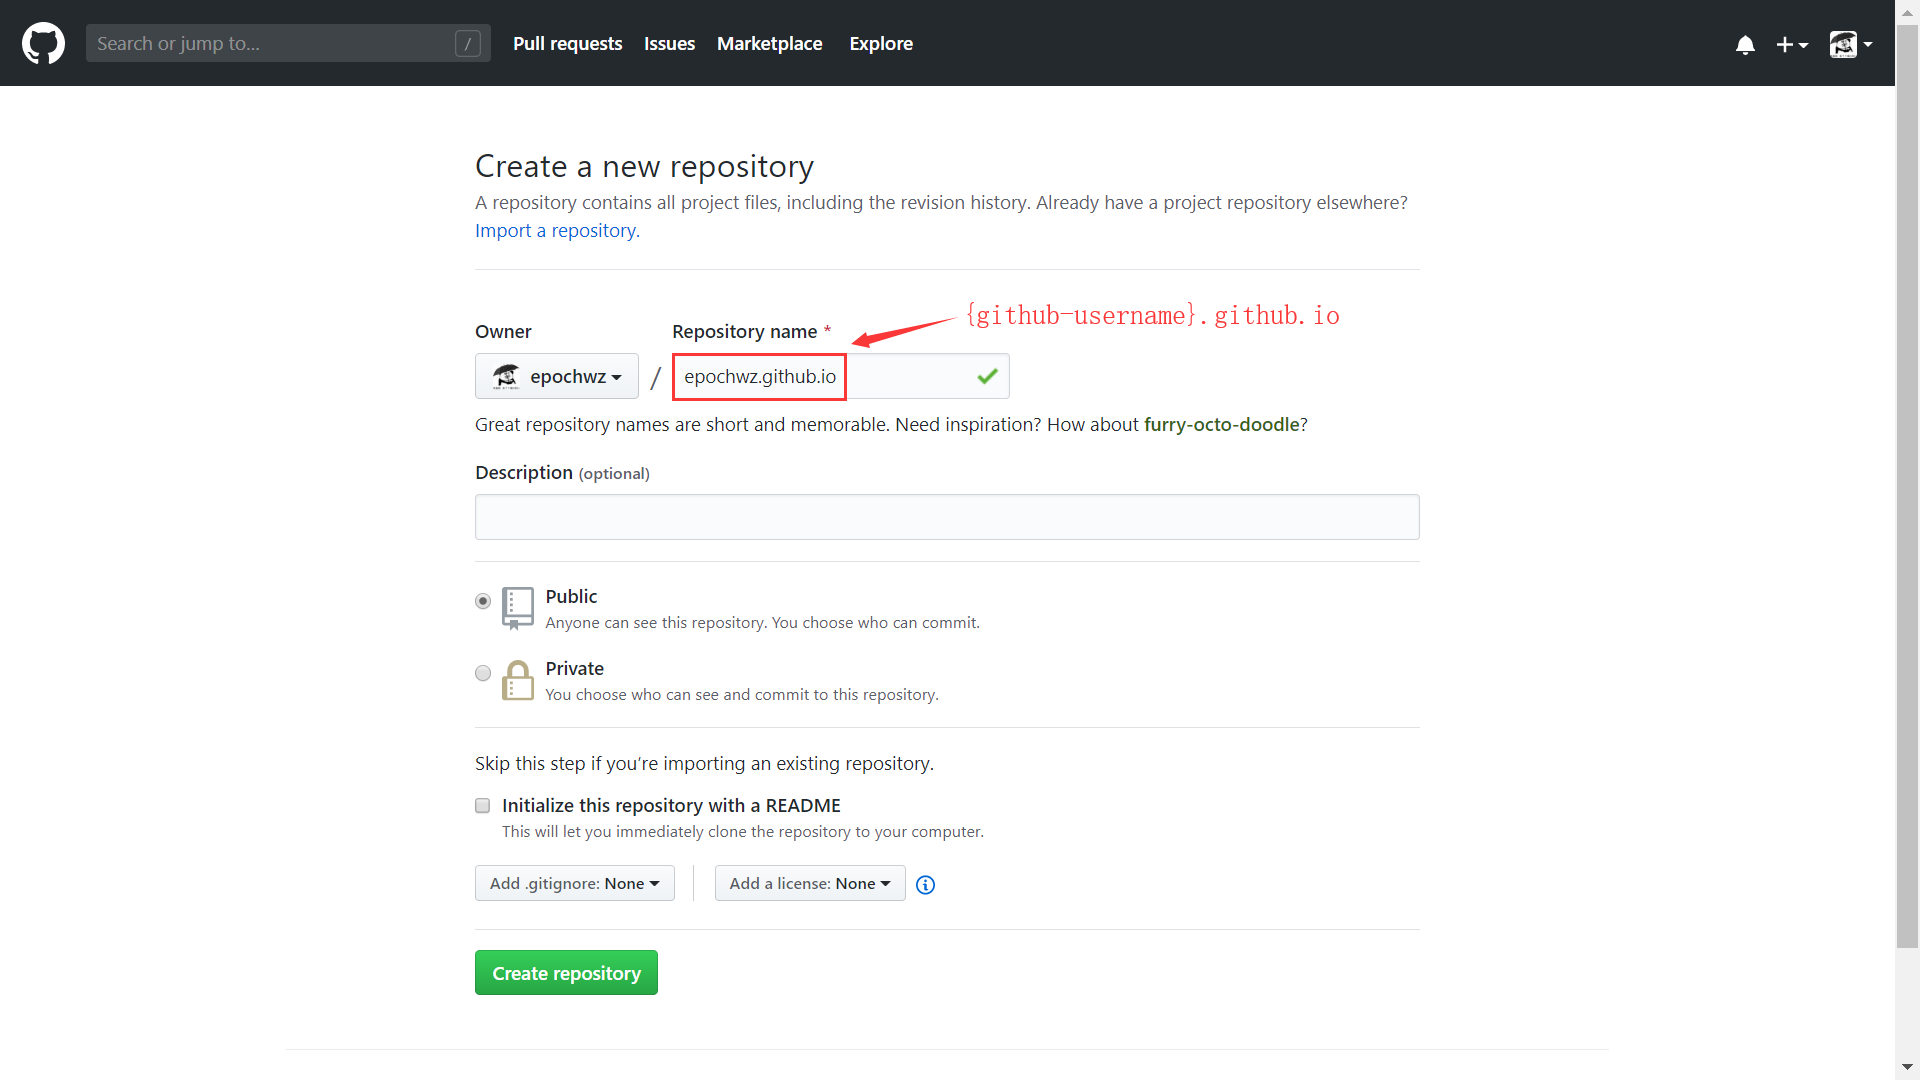 Search or jump to... /
Pull requests Issues Marketplace Explore
Create a new repository
A repository contains all project files, including the revision history. Already have a project repository elsewhere?
Import a repository.
{github-username}.github.io
Owner Repository name *
epochwz / epochwz.github.io
Great repository names are short and memorable. Need inspiration? How about furry-octo-doodle?
Description (optional)
Public
Anyone can see this repository. You choose who can commit.
Private
You choose who can see and commit to this repository.
Skip this step if you’re importing an existing repository.
Initialize this repository with a README
This will let you immediately clone the repository to your computer.
Add .gitignore: None Add a license: None
Create repository